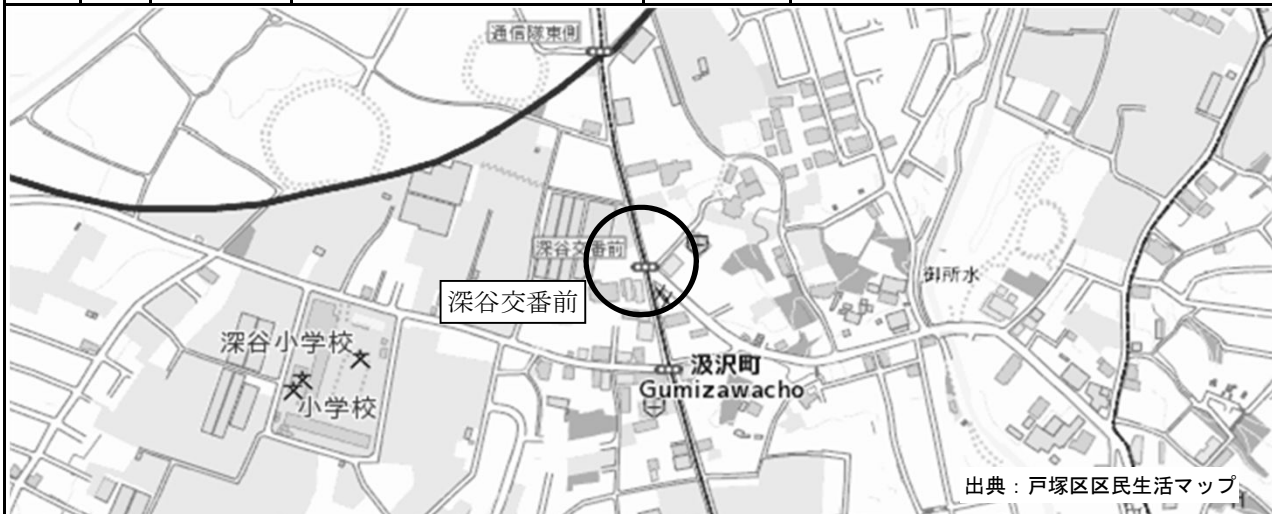 通信隊東側
深谷交番前
深谷交番前
御所水
深谷小学校
小学校
汲沢町
Gumizawacho
出典：戸塚区区民生活マップ